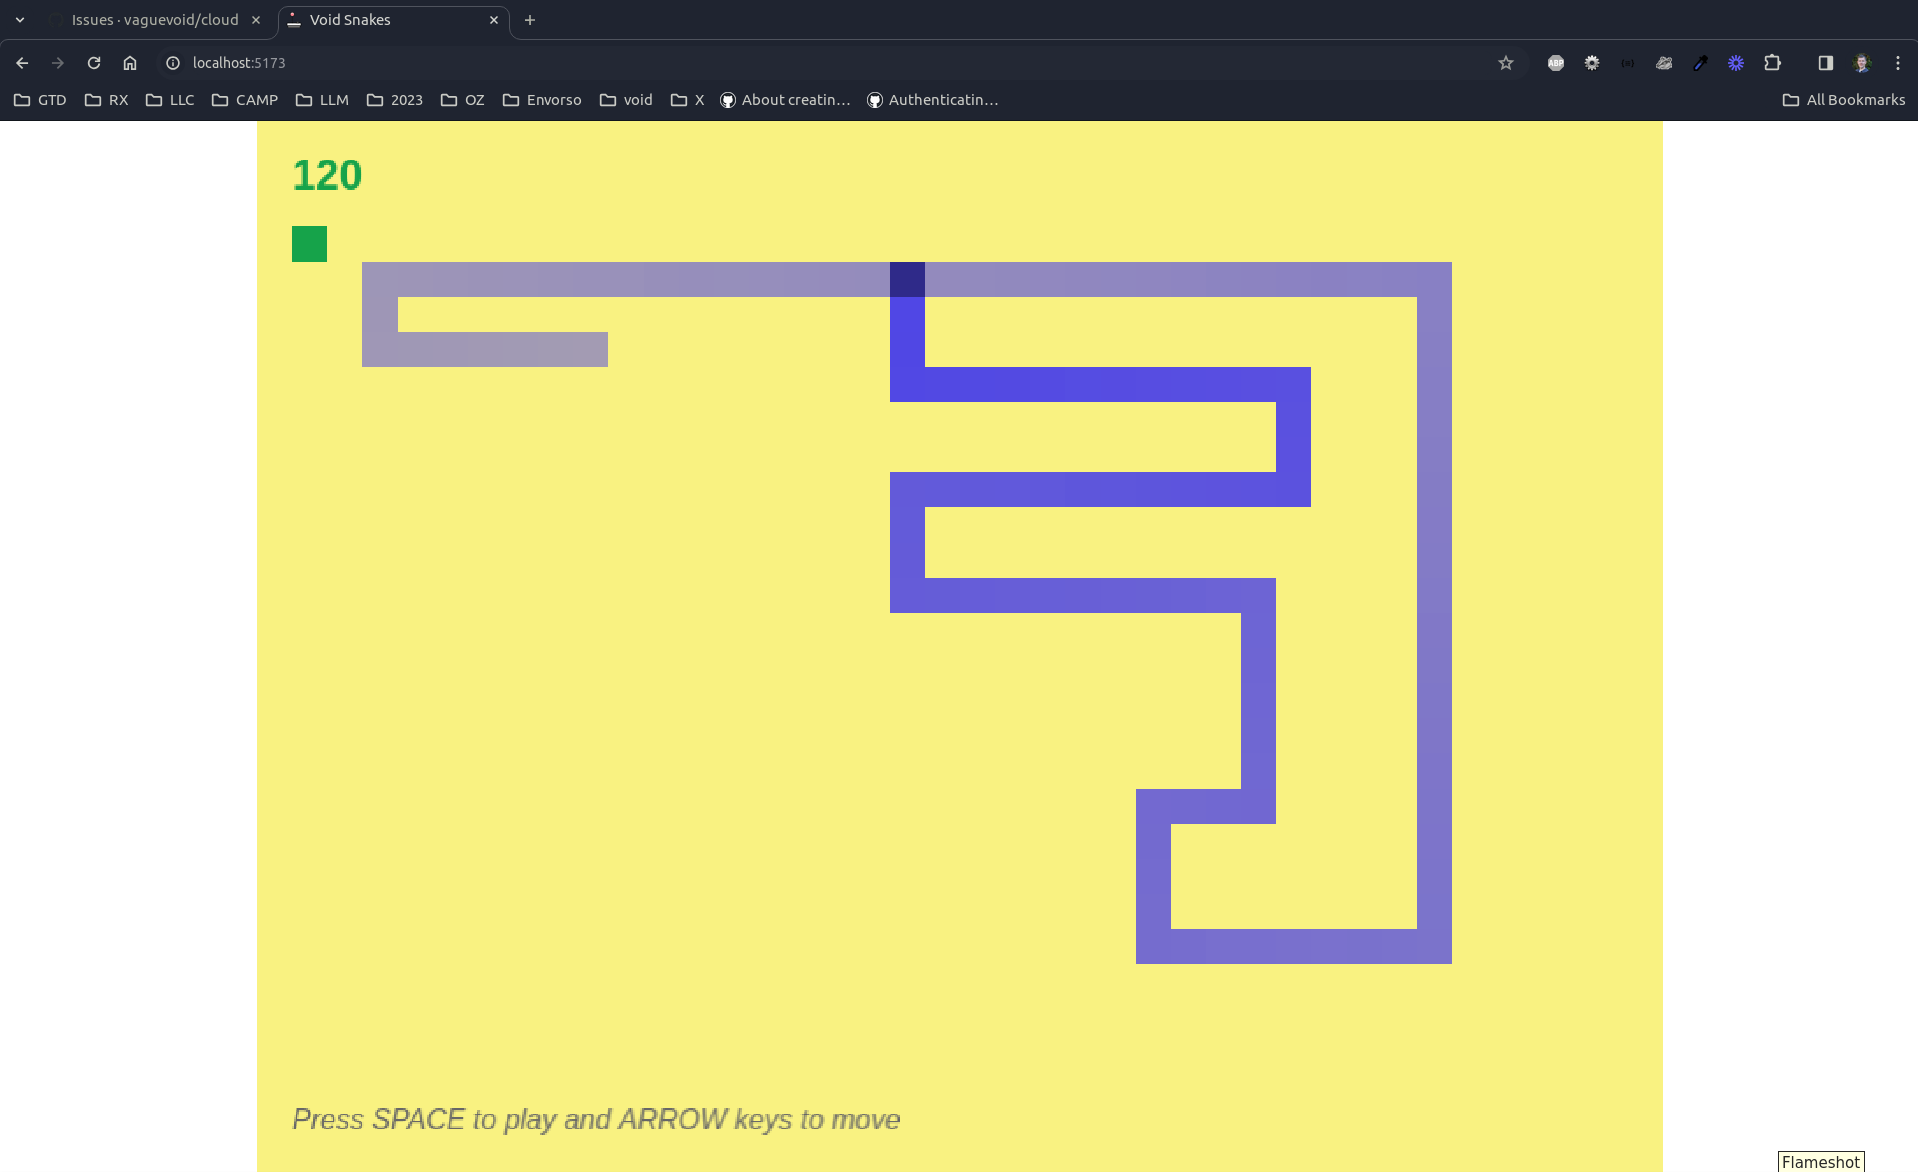 Issues · vaguevoid/cloud
Void Snakes
localhost:5173
ABP
GTD RX LLC CAMP LLM 2023 OZ Envorso void X About creatin… Authenticatin… All Bookmarks
120
Press SPACE to play and ARROW keys to move
Flameshot